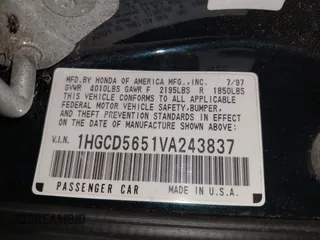 MFD.BY HONDA OF AMERICA MFG.,INC. 7/97
GVWR 4010LBS GAWR F 2195LBS R 1850LBS
THIS VEHICLE CONFORMS TO ALL APPLICABLE
FEDERAL MOTOR VEHICLE SAFETY,BUMPER,
AND THEFT PREVENTION STANDARDS IN EFFECT
ON THE DATE OF MANUFACTURE SHOWN ABOVE.
V.I.N. 1HGCD5651VA243837
PASSENGER CAR MADE IN U.S.A.